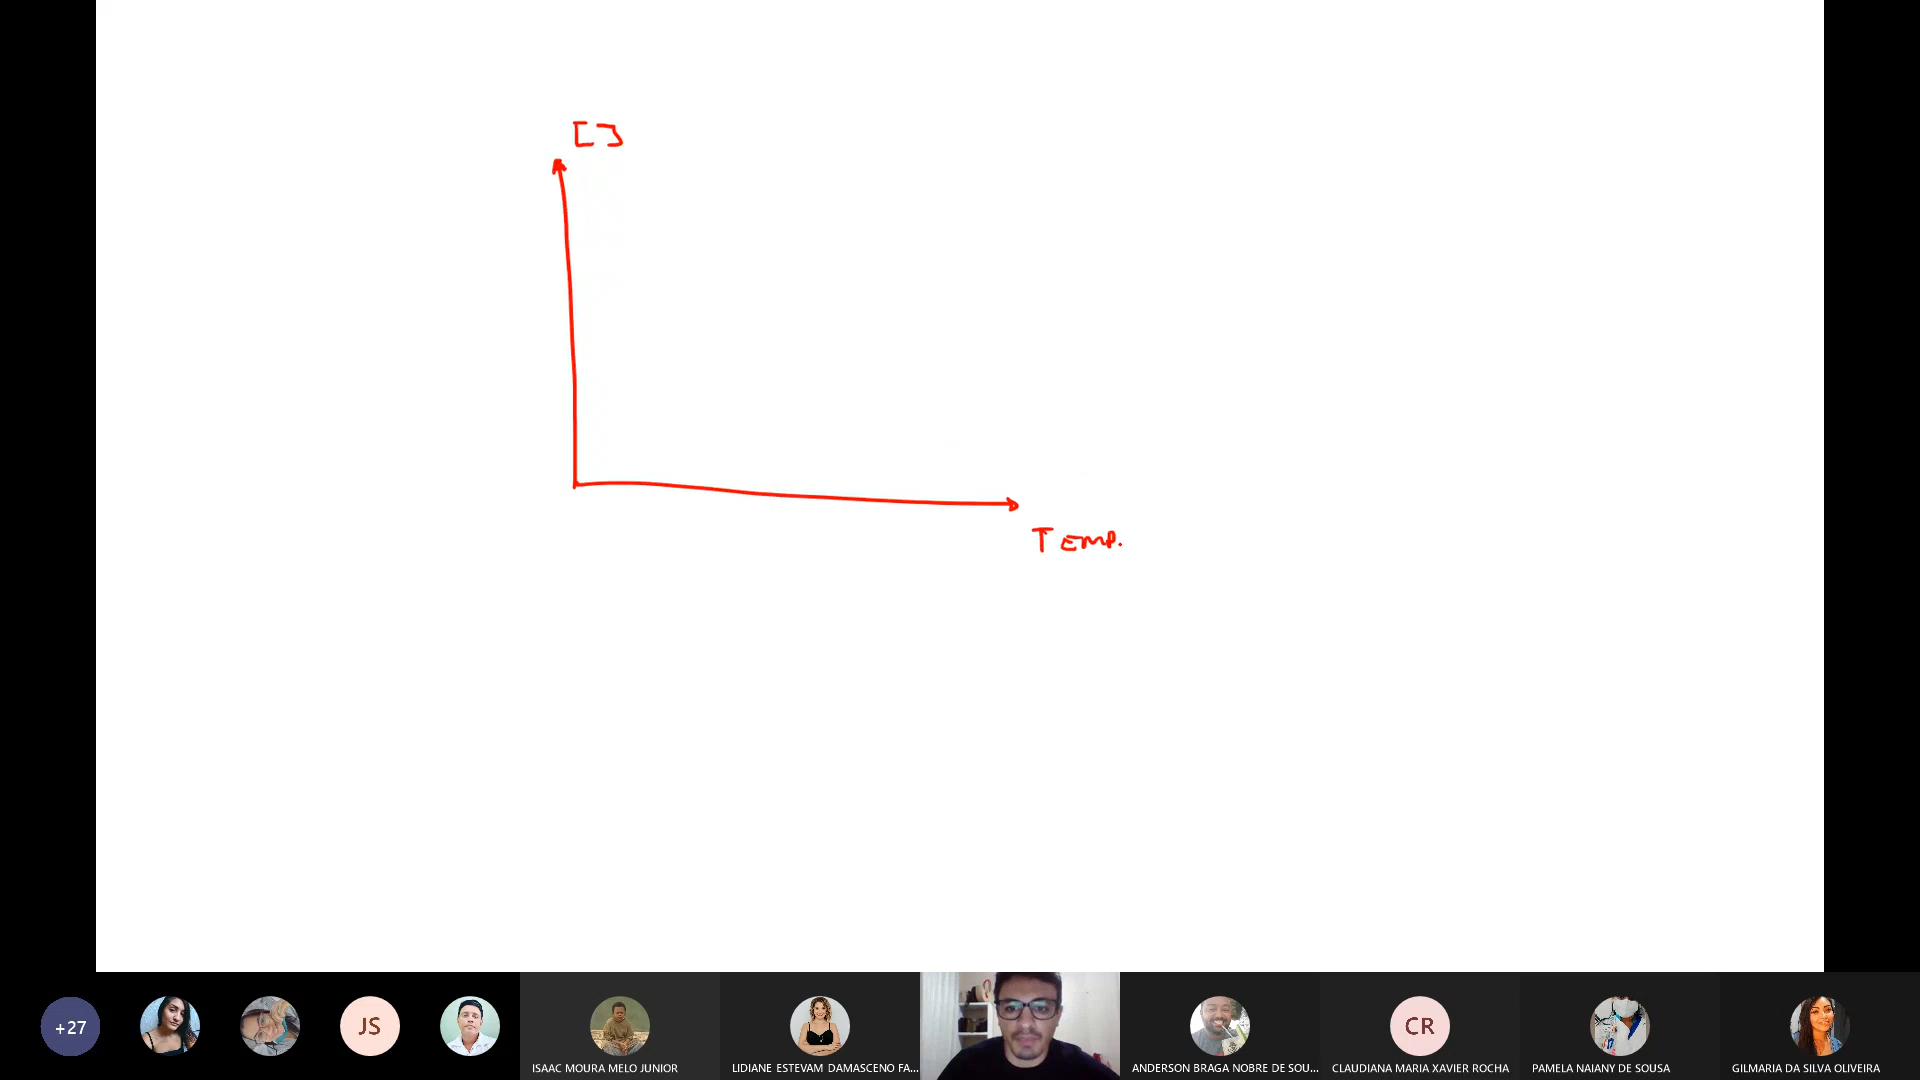 []
TEMP.
+27
JS
ISAAC MOURA MELO JUNIOR
LIDIANE ESTEVAM DAMASCENO FA...
ANDERSON BRAGA NOBRE DE SOU...
CR
CLAUDIANA MARIA XAVIER ROCHA
PAMELA NAIANY DE SOUSA
GILMARIA DA SILVA OLIVEIRA